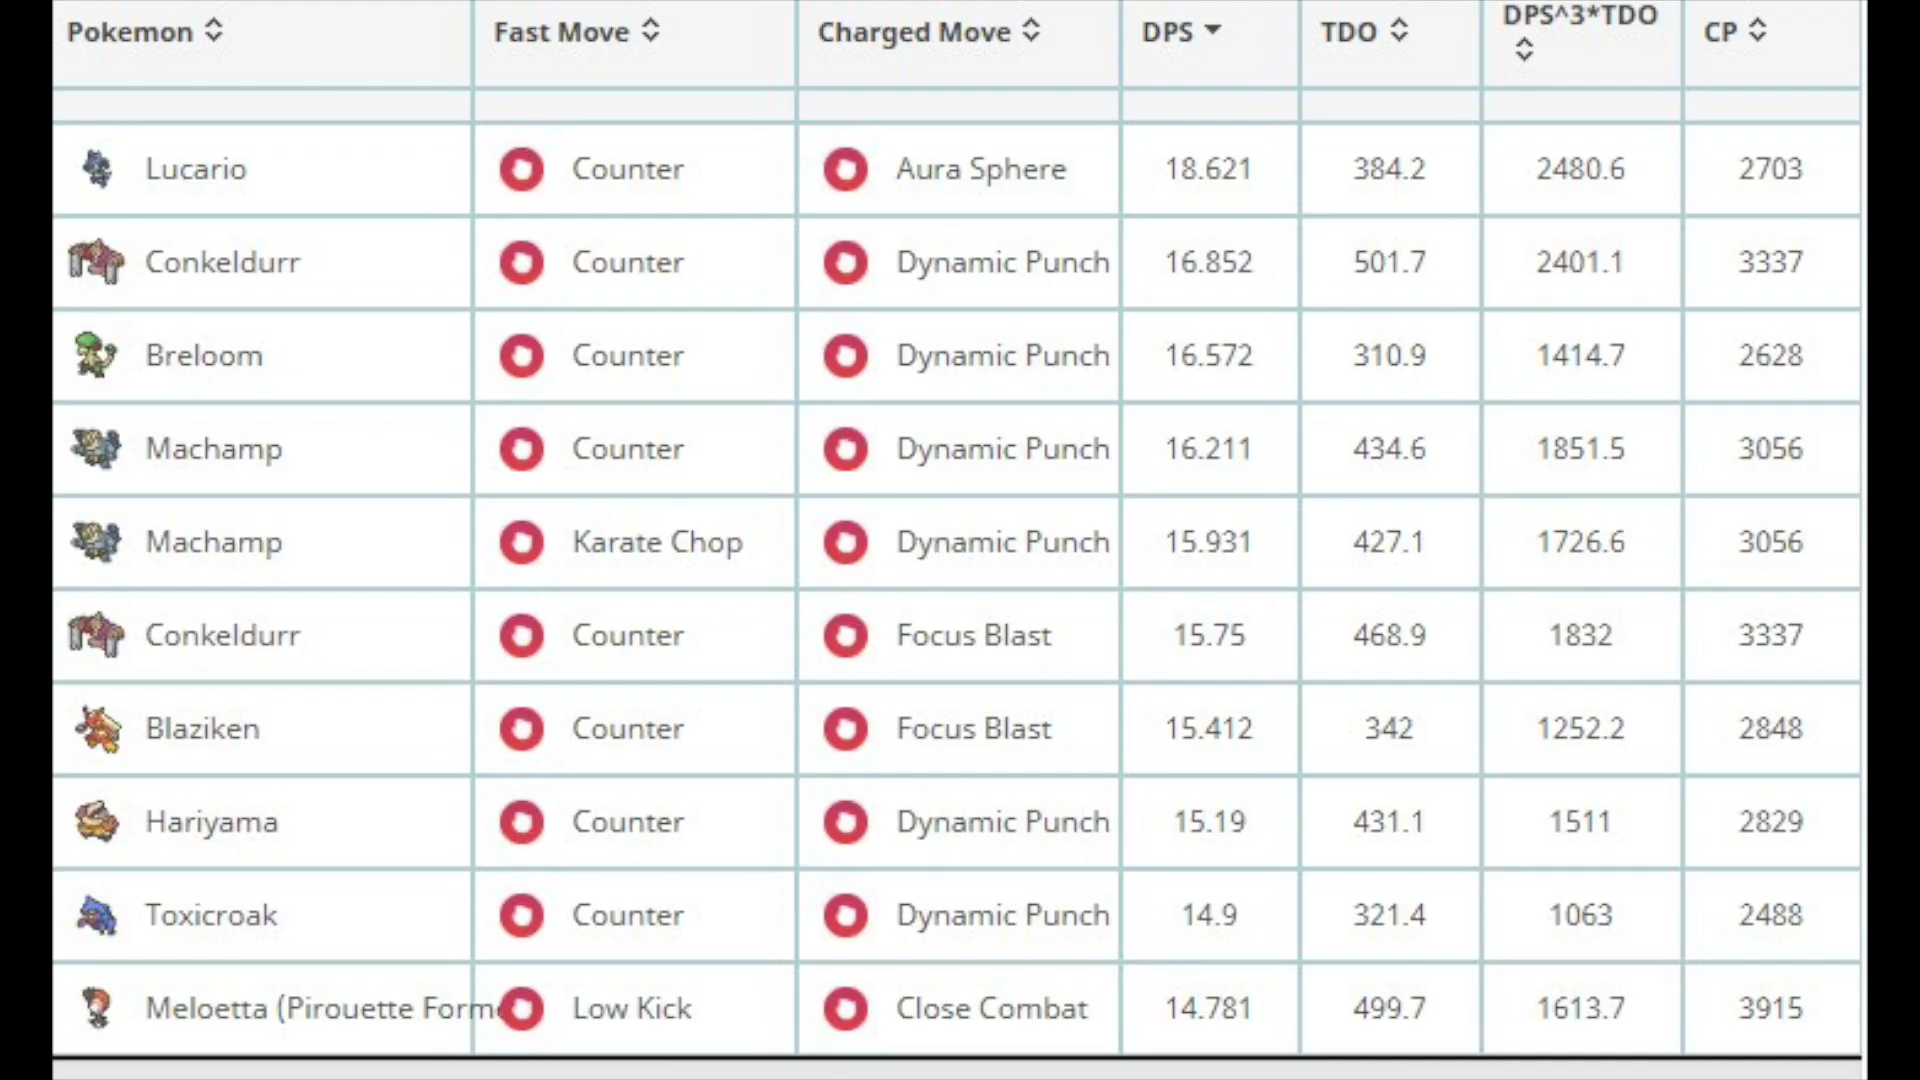 Pokemon Fast Move Charged Move DPS TDO DPS^3*TDO CP
Lucario Counter Aura Sphere 18.621 384.2 2480.6 2703
Conkeldurr Counter Dynamic Punch 16.852 501.7 2401.1 3337
Breloom Counter Dynamic Punch 16.572 310.9 1414.7 2628
Machamp Counter Dynamic Punch 16.211 434.6 1851.5 3056
Machamp Karate Chop Dynamic Punch 15.931 427.1 1726.6 3056
Conkeldurr Counter Focus Blast 15.75 468.9 1832 3337
Blaziken Counter Focus Blast 15.412 342 1252.2 2848
Hariyama Counter Dynamic Punch 15.19 431.1 1511 2829
Toxicroak Counter Dynamic Punch 14.9 321.4 1063 2488
Meloetta (Pirouette Forme Low Kick Close Combat 14.781 499.7 1613.7 3915